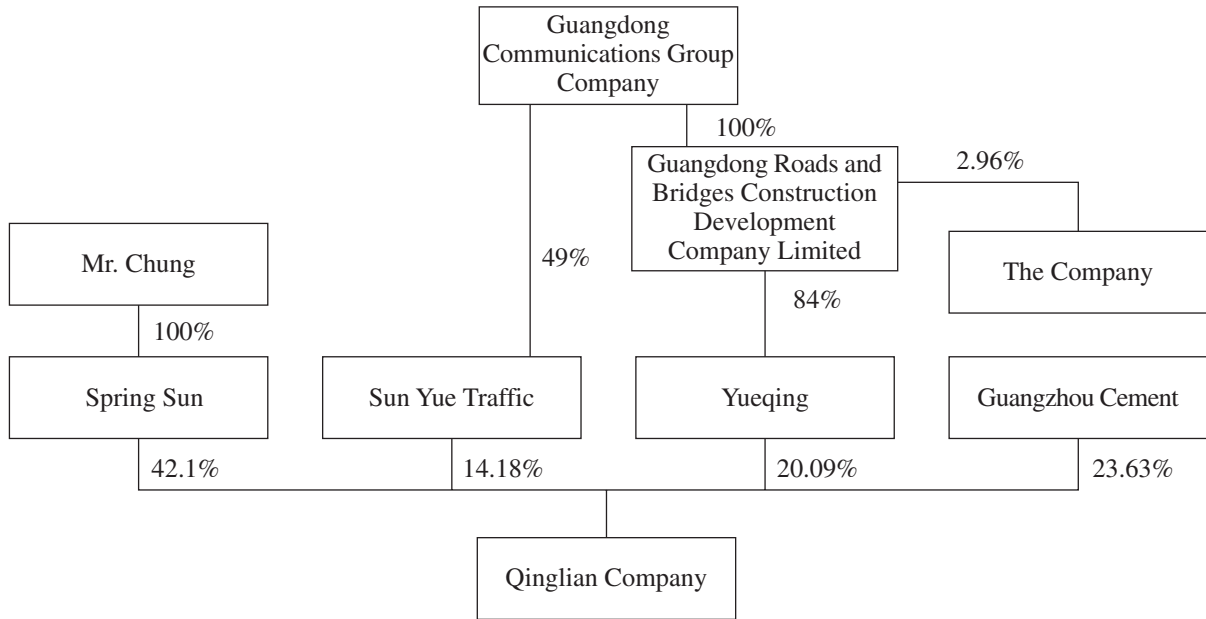 Guangdong
Communications Group
Company
100%
Guangdong Roads and
Bridges Construction
Development
Company Limited
2.96%
Mr. Chung
49%
The Company
84%
100%
Spring Sun
Sun Yue Traffic
Yueqing
Guangzhou Cement
42.1%
14.18%
20.09%
23.63%
Qinglian Company